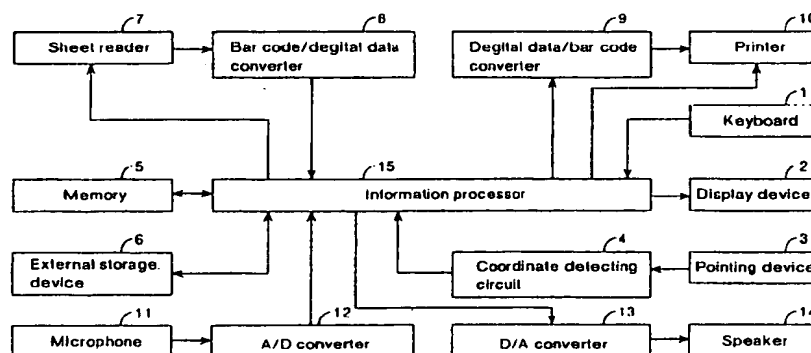 7
Sheet reader
8
Bar code/degital data
converter
9
Degital data/bar code
converter
10
Printer
1
Keyboard
5
Memory
15
Information processor
2
Display device
6
External storage.
device
4
Coordinate detecting
circuit
3
Pointing device
11
Microphone
12
A/D converter
13
D/A converter
14
Speaker